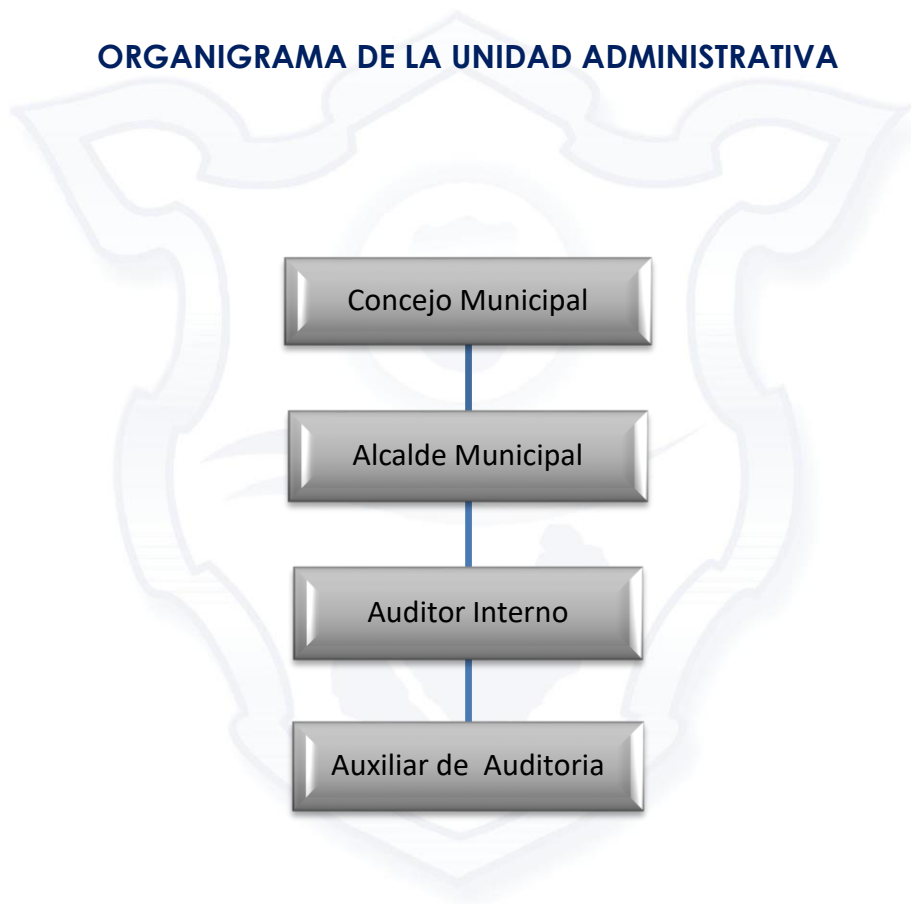 ORGANIGRAMA DE LA UNIDAD ADMINISTRATIVA
Concejo Municipal
Alcalde Municipal
Auditor Interno
Auxiliar de Auditoria